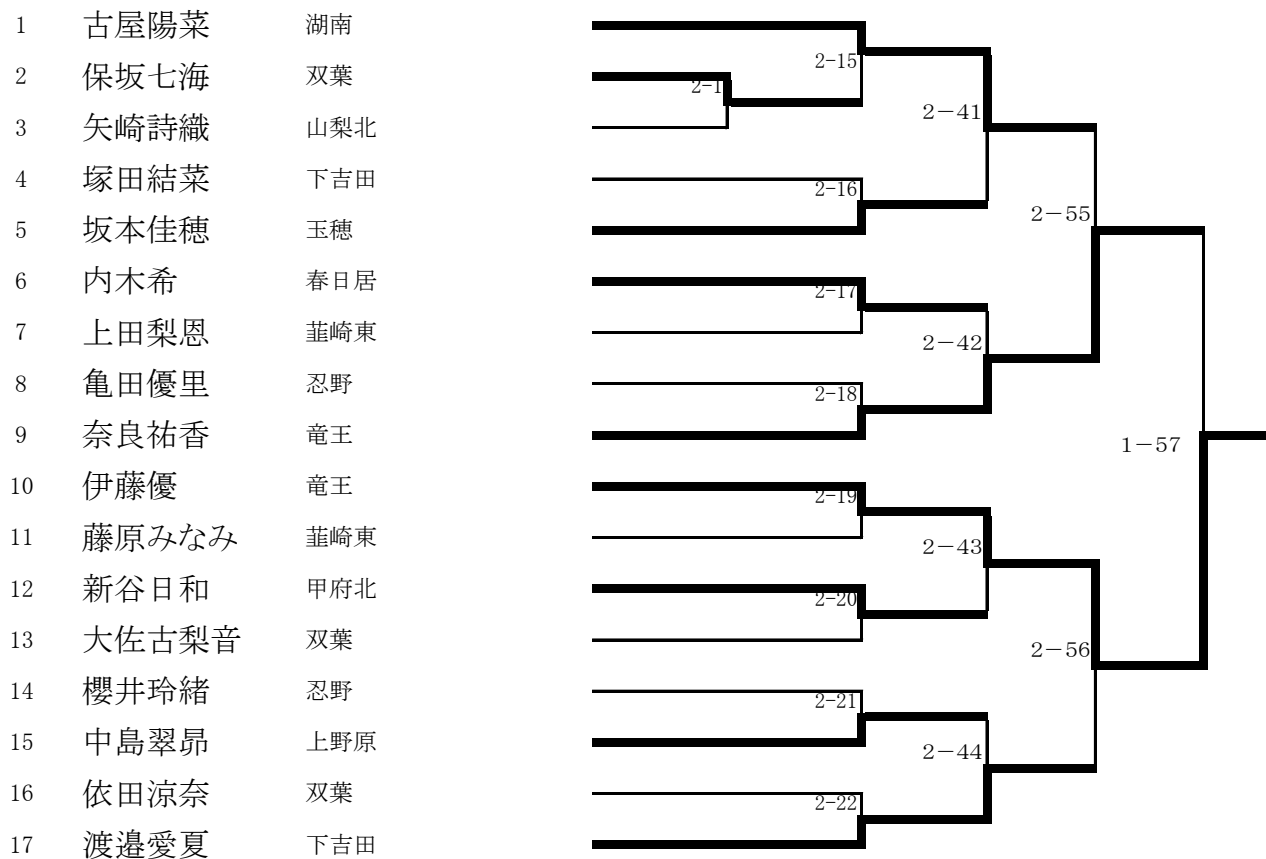 1 古屋陽菜 湖南
2-15
2 保坂七海 双葉
2-1
2－41
3 矢崎詩織 山梨北
4 塚田結菜 下吉田
2-16
2－55
5 坂本佳穂 玉穂
6 内木希 春日居
2-17
7 上田梨恩 韮崎東
2－42
8 亀田優里 忍野
2-18
9 奈良祐香 竜王
1－57
10 伊藤優 竜王
2-19
11 藤原みなみ 韮崎東
2－43
12 新谷日和 甲府北
2-20
13 大佐古梨音 双葉
2－56
14 櫻井玲緒 忍野
2-21
15 中島翠昴 上野原
2－44
16 依田涼奈 双葉
2-22
17 渡邉愛夏 下吉田